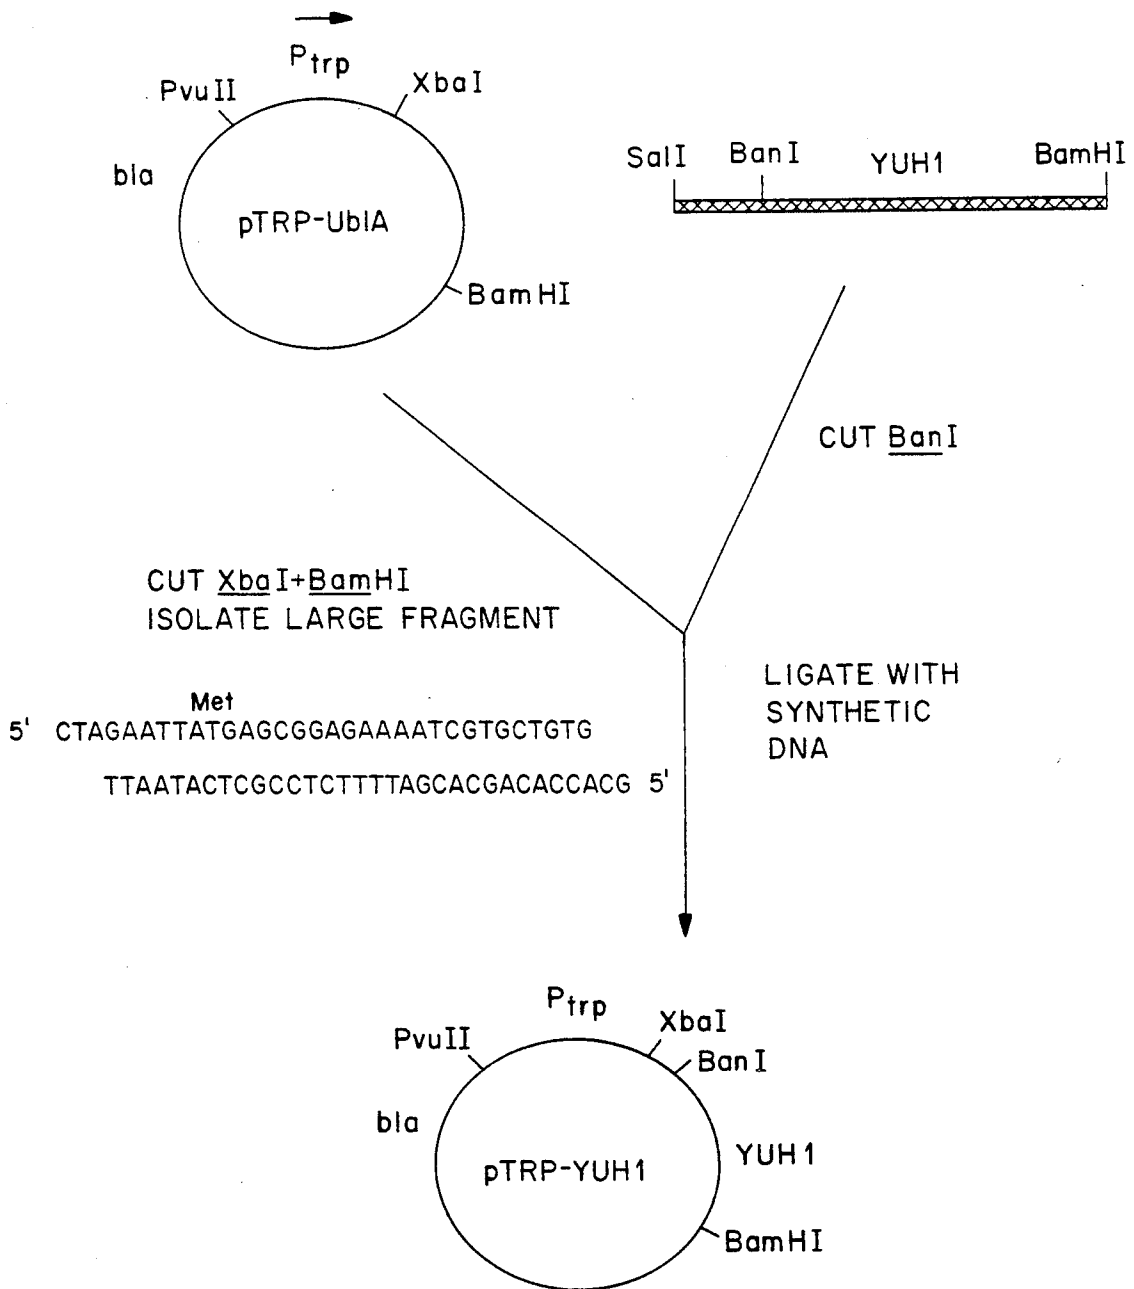 Ptrp
PvuII
XbaI
bla
pTRP-UblA
BamHI
SalI
BanI
YUH1
BamHI
CUT BanI
CUT XbaI+BamHI
ISOLATE LARGE FRAGMENT
Met
5' CTAGAATTATGAGCGGAGAAAATCGTGCTGTG
TTAATACTCGCCTCTTTTAGCACGACACCACG 5'
LIGATE WITH
SYNTHETIC
DNA
Ptrp
PvuII
XbaI
BanI
bla
pTRP-YUH1
YUH1
BamHI